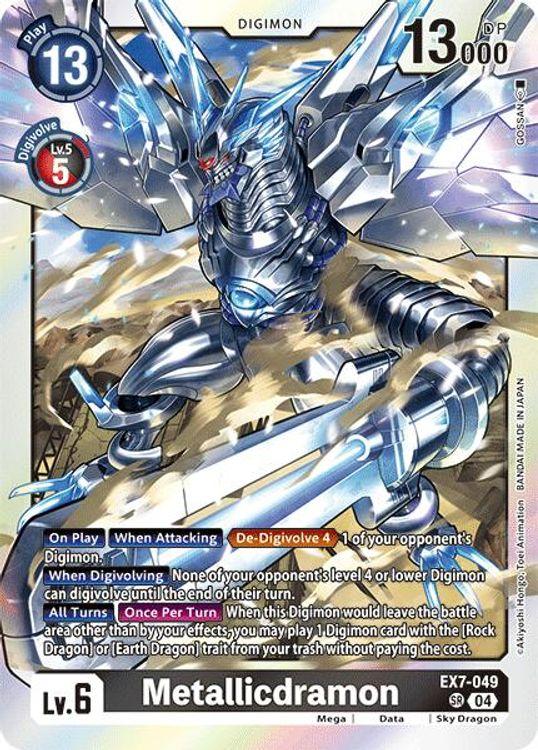 Play
13
DIGIMON
13000
DP
Digivolve
Lv.5
5
GOSSAN
On Play When Attacking De-Digivolve 4 1 of your opponent's
Digimon.
When Digivolving None of your opponent's level 4 or lower Digimon
can digivolve until the end of their turn.
All Turns Once Per Turn When this Digimon would leave the battle
area other than by your effects, you may play 1 Digimon card with the [Rock
Dragon] or [Earth Dragon] trait from your trash without paying the cost.
©Akiyoshi Hongo, Toei Animation BANDAI MADE IN JAPAN
Lv.6
Metallicdramon
EX7-049
SR 04
Mega | Data | Sky Dragon